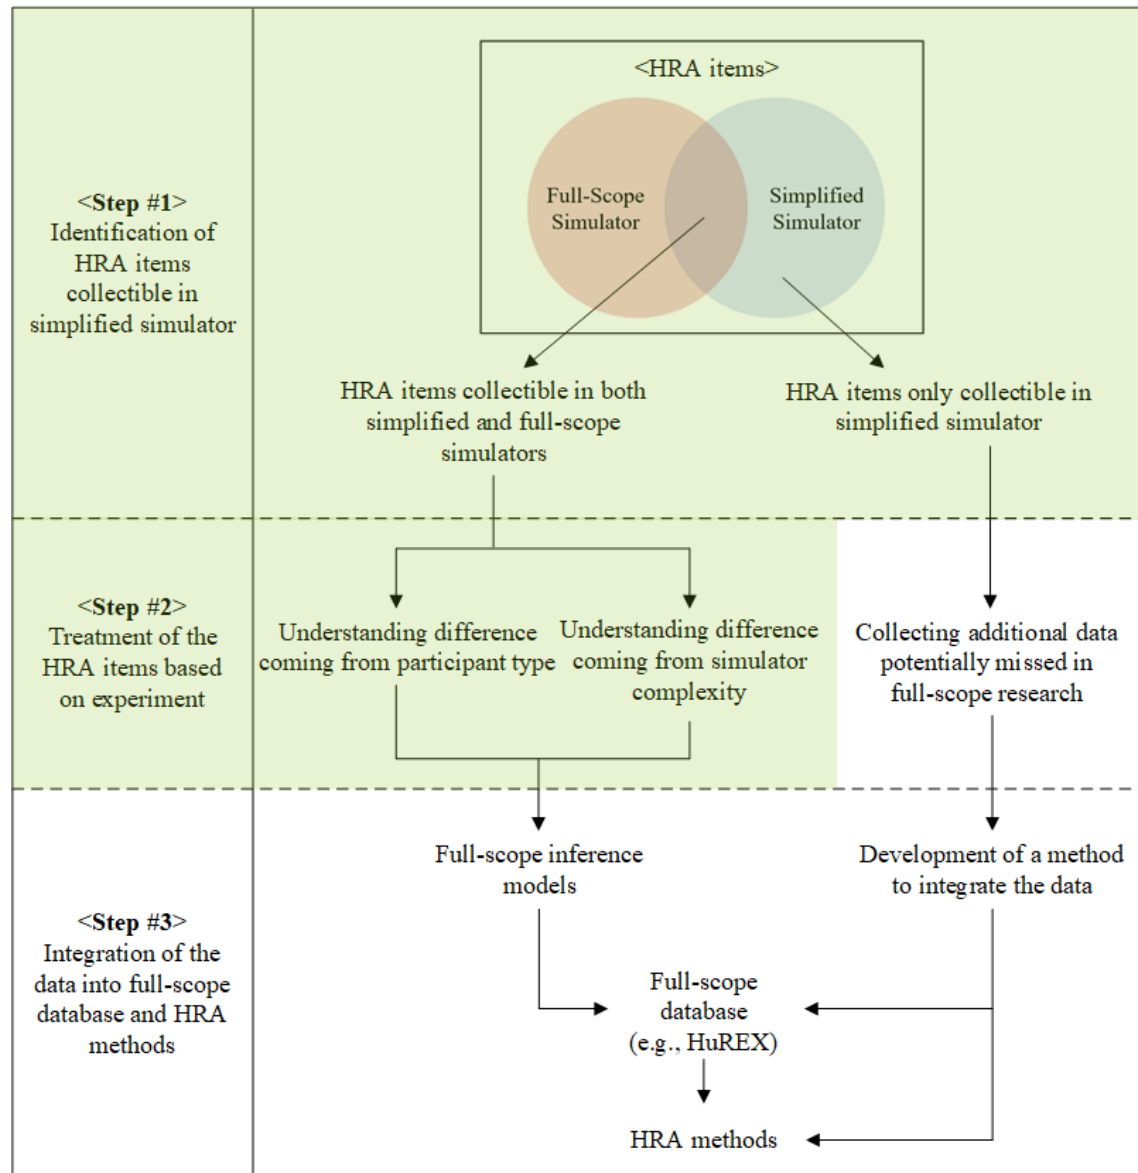 <HRA items>
Full-Scope
Simulator
Simplified
Simulator
<Step #1>
Identification of
HRA items
collectible in
simplified simulator
HRA items collectible in both
simplified and full-scope
simulators
HRA items only collectible in
simplified simulator
<Step #2>
Treatment of the
HRA items based
on experiment
Understanding difference
coming from participant type
Understanding difference
coming from simulator
complexity
Collecting additional data
potentially missed in
full-scope research
<Step #3>
Integration of the
data into full-scope
database and HRA
methods
Full-scope inference
models
Development of a method
to integrate the data
Full-scope
database
(e.g., HuREX)
HRA methods